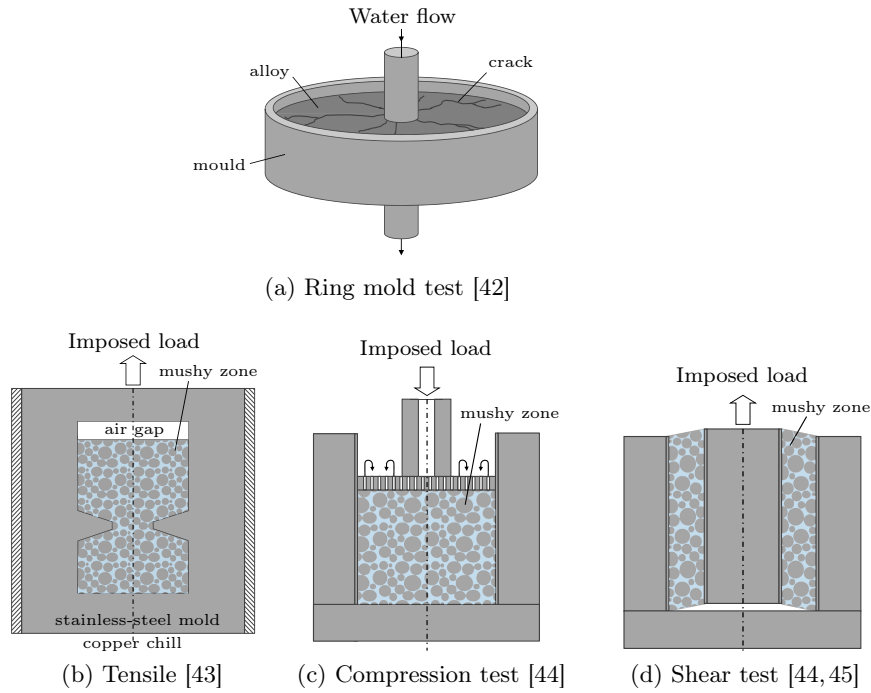 Water flow
alloy
crack
mould
(a) Ring mold test [42]
Imposed load
mushy zone
air gap
stainless-steel mold
copper chill
(b) Tensile [43]
Imposed load
mushy zone
(c) Compression test [44]
Imposed load
mushy zone
(d) Shear test [44, 45]